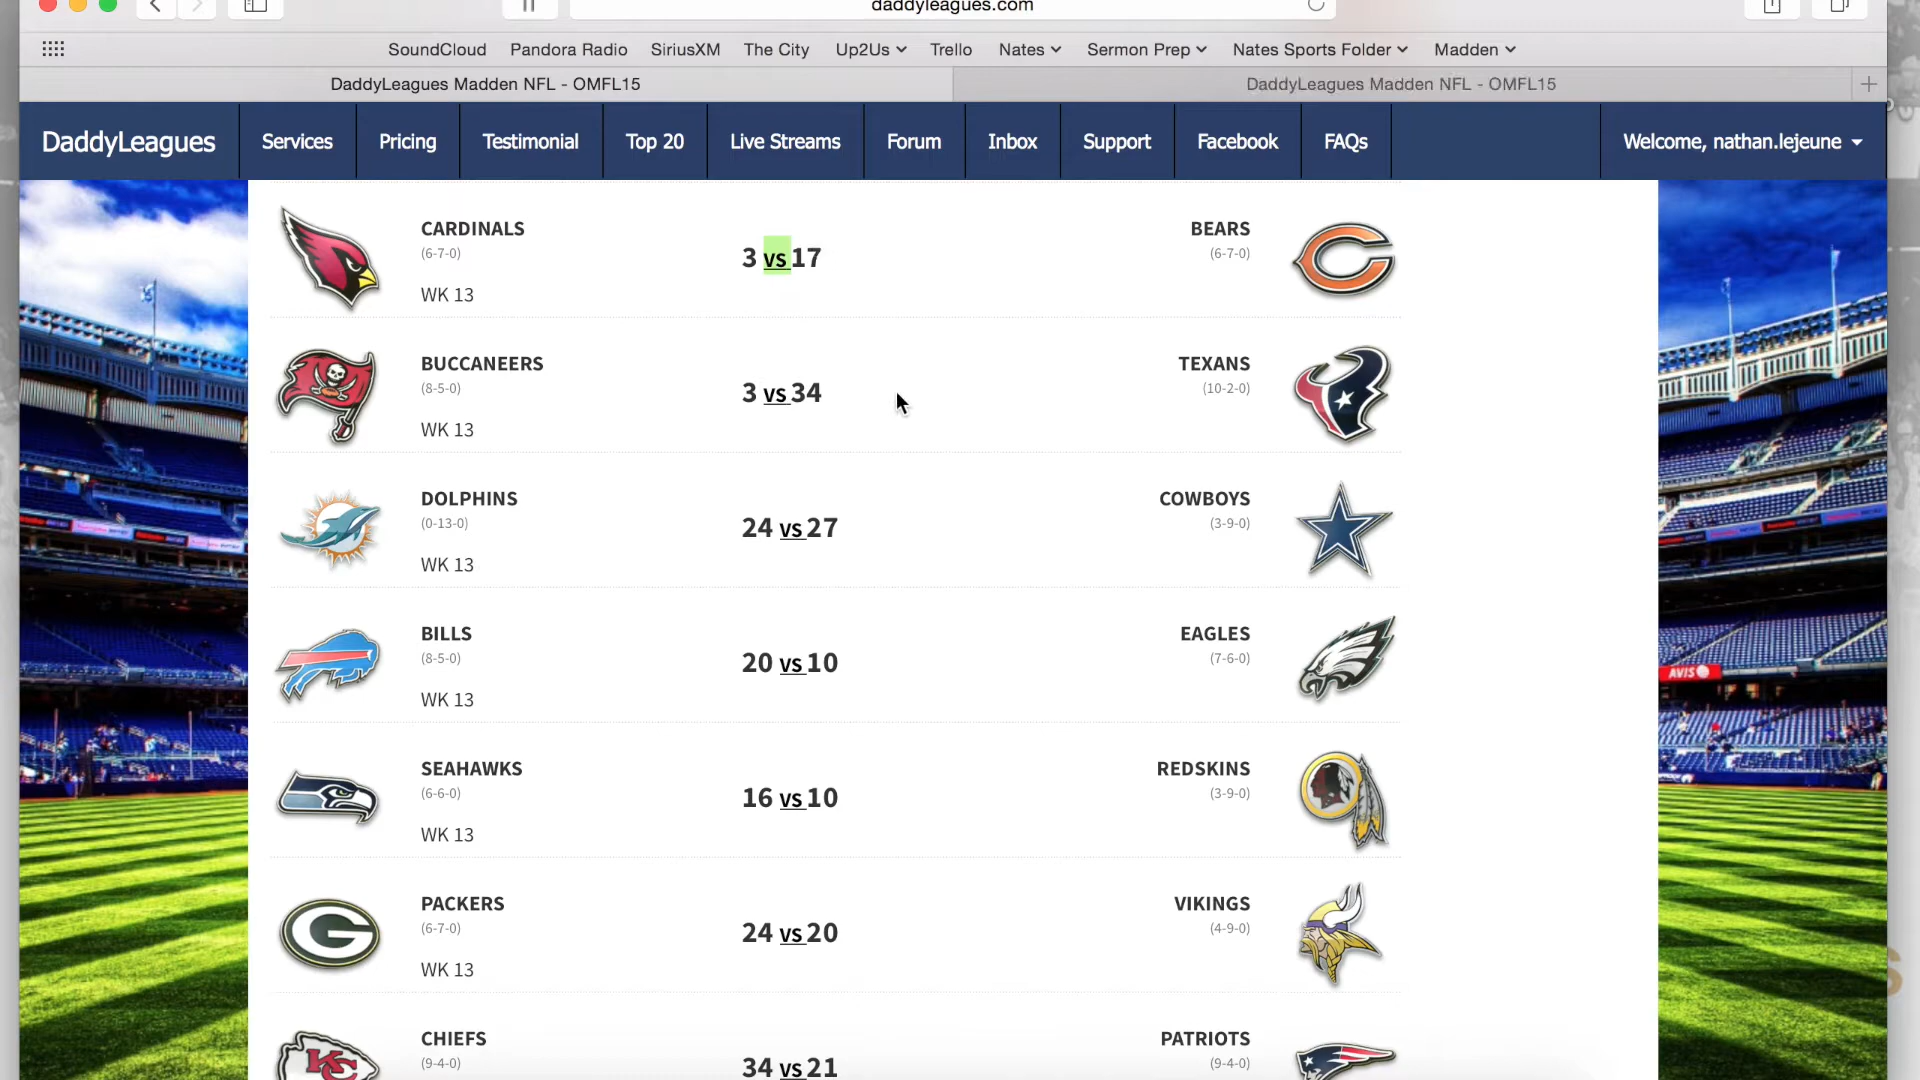 daddyleagues.com
SoundCloud Pandora Radio SiriusXM The City Up2Us Trello Nates Sermon Prep Nates Sports Folder Madden
DaddyLeagues Madden NFL - OMFL15 DaddyLeagues Madden NFL - OMFL15
DaddyLeagues Services Pricing Testimonial Top 20 Live Streams Forum Inbox Support Facebook FAQs Welcome, nathan.lejeune
CARDINALS BEARS
(6-7-0) 3 vs 17 (6-7-0)
WK 13
BUCCANEERS TEXANS
(8-5-0) 3 vs 34 (10-2-0)
WK 13
DOLPHINS COWBOYS
(0-13-0) 24 vs 27 (3-9-0)
WK 13
BILLS EAGLES
(8-5-0) 20 vs 10 (7-6-0)
WK 13
SEAHAWKS REDSKINS
(6-6-0) 16 vs 10 (3-9-0)
WK 13
PACKERS VIKINGS
(6-7-0) 24 vs 20 (4-9-0)
WK 13
CHIEFS PATRIOTS
(9-4-0) 34 vs 21 (9-4-0)
AVIS
KC
G